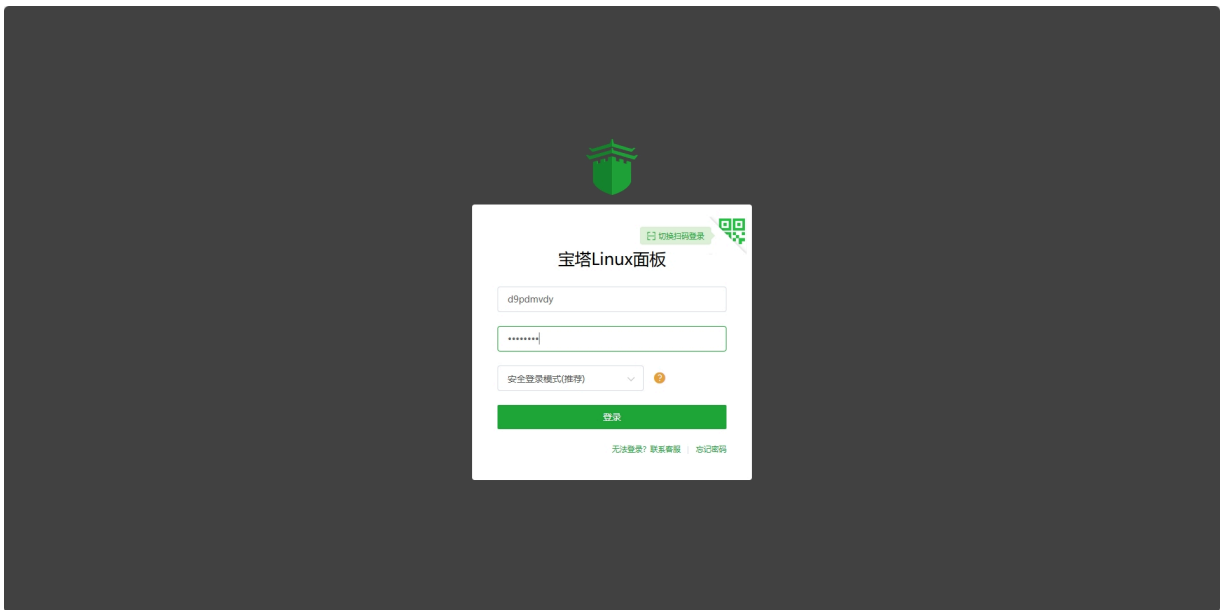 切换扫码登录
宝塔Linux面板
d9pdmvdy
••••••••
安全登录模式(推荐)
?
登录
无法登录? 联系客服 | 忘记密码